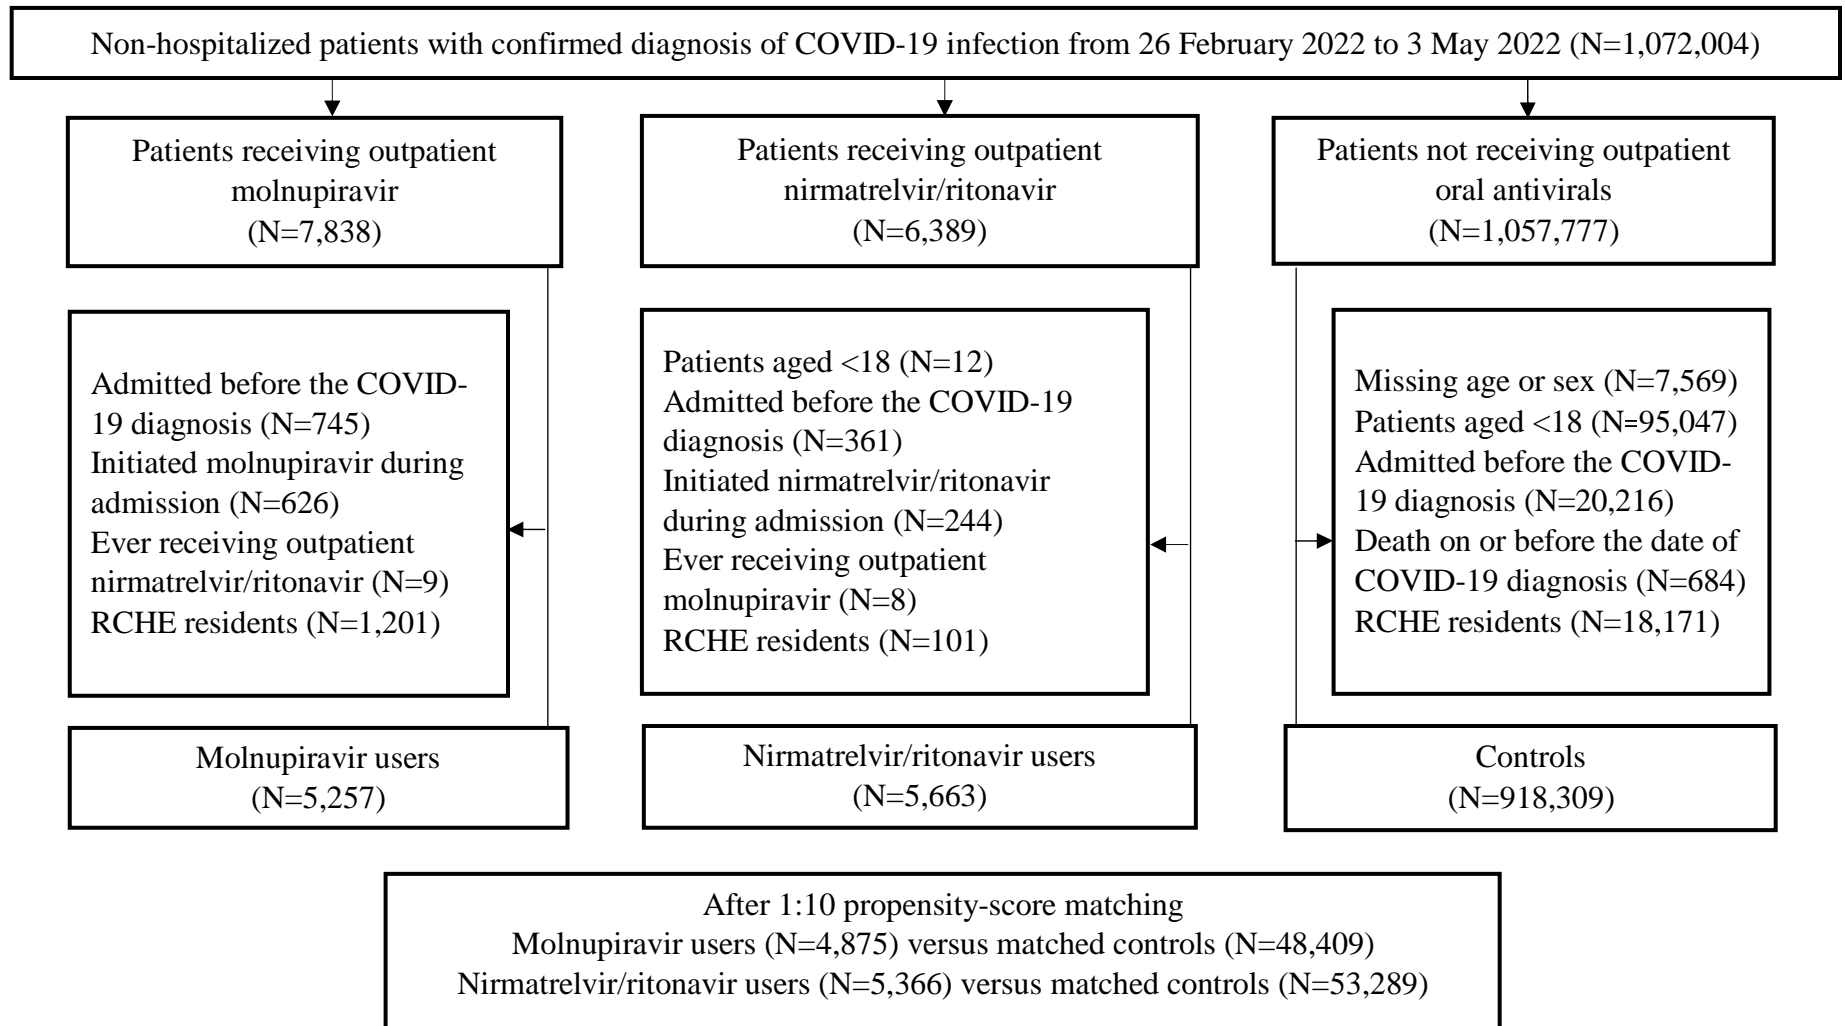 Non-hospitalized patients with confirmed diagnosis of COVID-19 infection from 26 February 2022 to 3 May 2022 (N=1,072,004)
Patients receiving outpatient
molnupiravir
(N=7,838)
Patients receiving outpatient
nirmatrelvir/ritonavir
(N=6,389)
Patients not receiving outpatient
oral antivirals
(N=1,057,777)
Admitted before the COVID-
19 diagnosis (N=745)
Initiated molnupiravir during
admission (N=626)
Ever receiving outpatient
nirmatrelvir/ritonavir (N=9)
RCHE residents (N=1,201)
Patients aged <18 (N=12)
Admitted before the COVID-19
diagnosis (N=361)
Initiated nirmatrelvir/ritonavir
during admission (N=244)
Ever receiving outpatient
molnupiravir (N=8)
RCHE residents (N=101)
Missing age or sex (N=7,569)
Patients aged <18 (N=95,047)
Admitted before the COVID-
19 diagnosis (N=20,216)
Death on or before the date of
COVID-19 diagnosis (N=684)
RCHE residents (N=18,171)
Molnupiravir users
(N=5,257)
Nirmatrelvir/ritonavir users
(N=5,663)
Controls
(N=918,309)
After 1:10 propensity-score matching
Molnupiravir users (N=4,875) versus matched controls (N=48,409)
Nirmatrelvir/ritonavir users (N=5,366) versus matched controls (N=53,289)